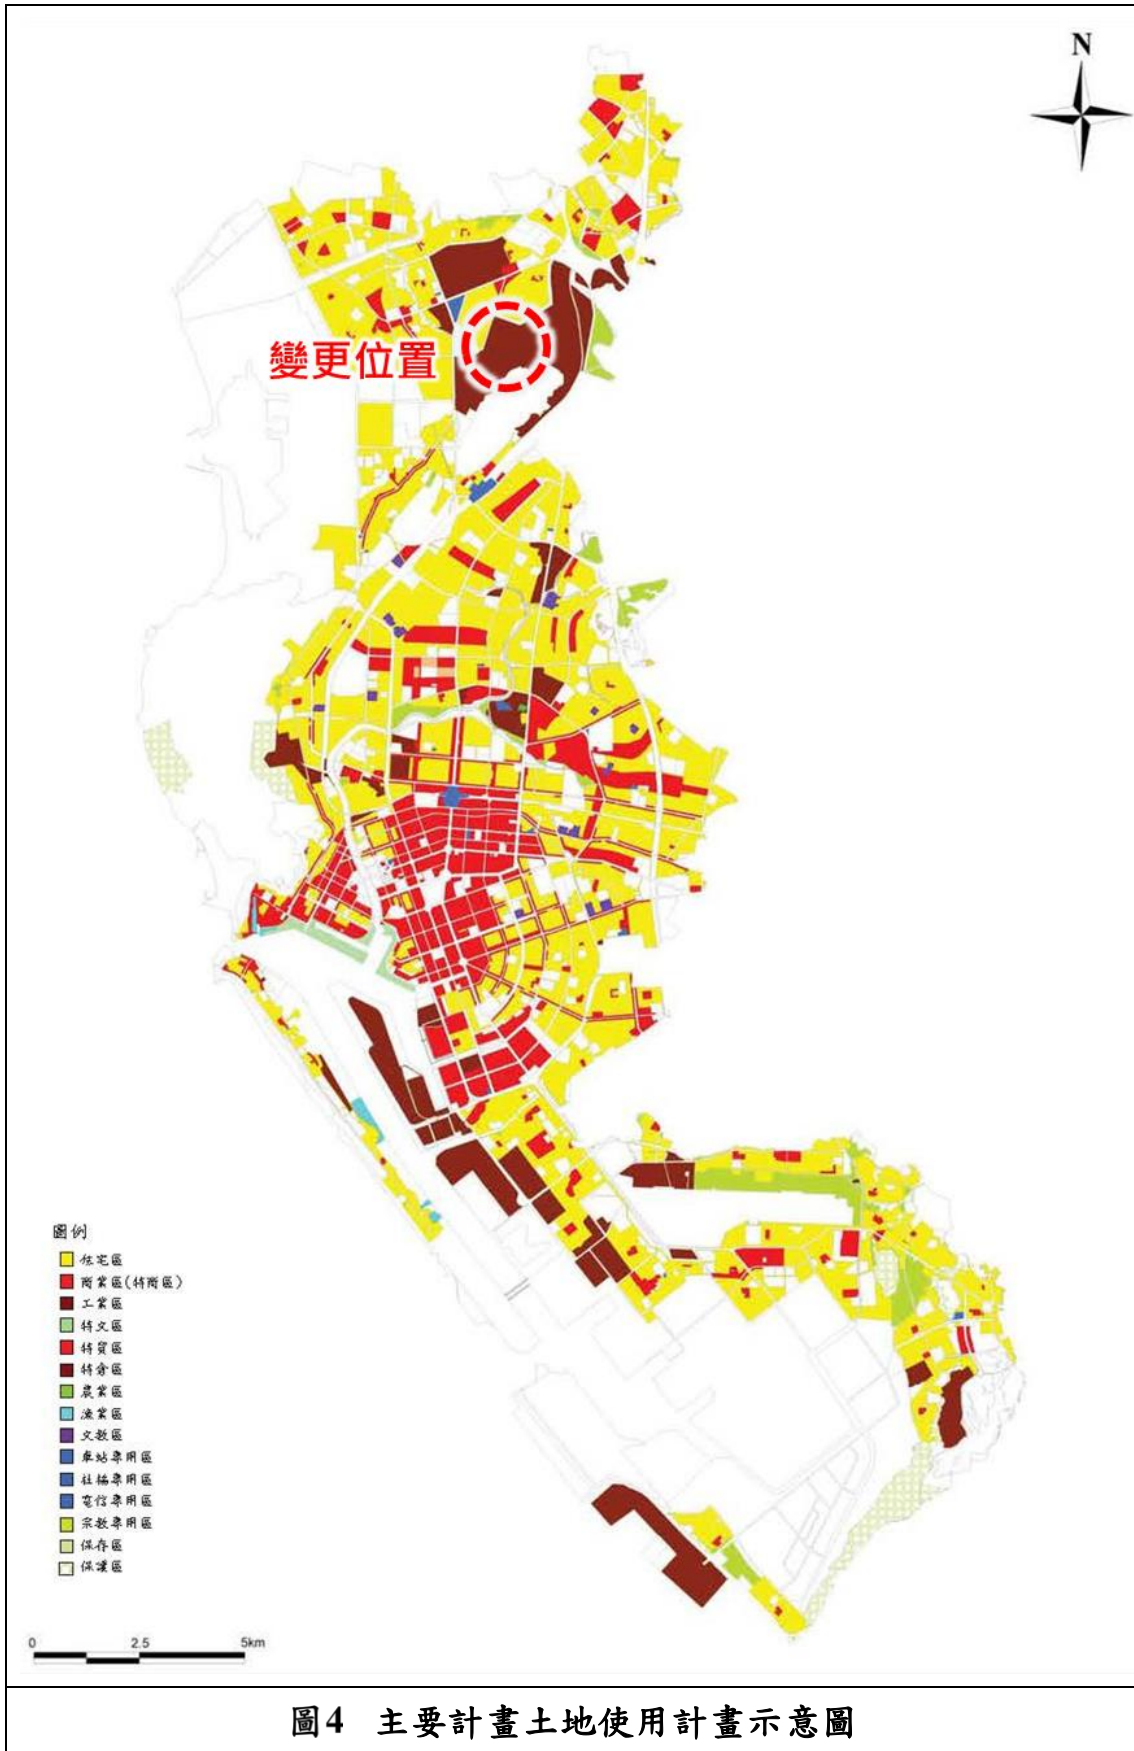 N
變更位置
圖例
住宅區
商業區(特商區)
工業區
特文區
特貿區
特倉區
農業區
漁業區
文教區
車站專用區
社福專用區
電信專用區
宗教專用區
保存區
保護區
0 2.5 5km
圖4 主要計畫土地使用計畫示意圖